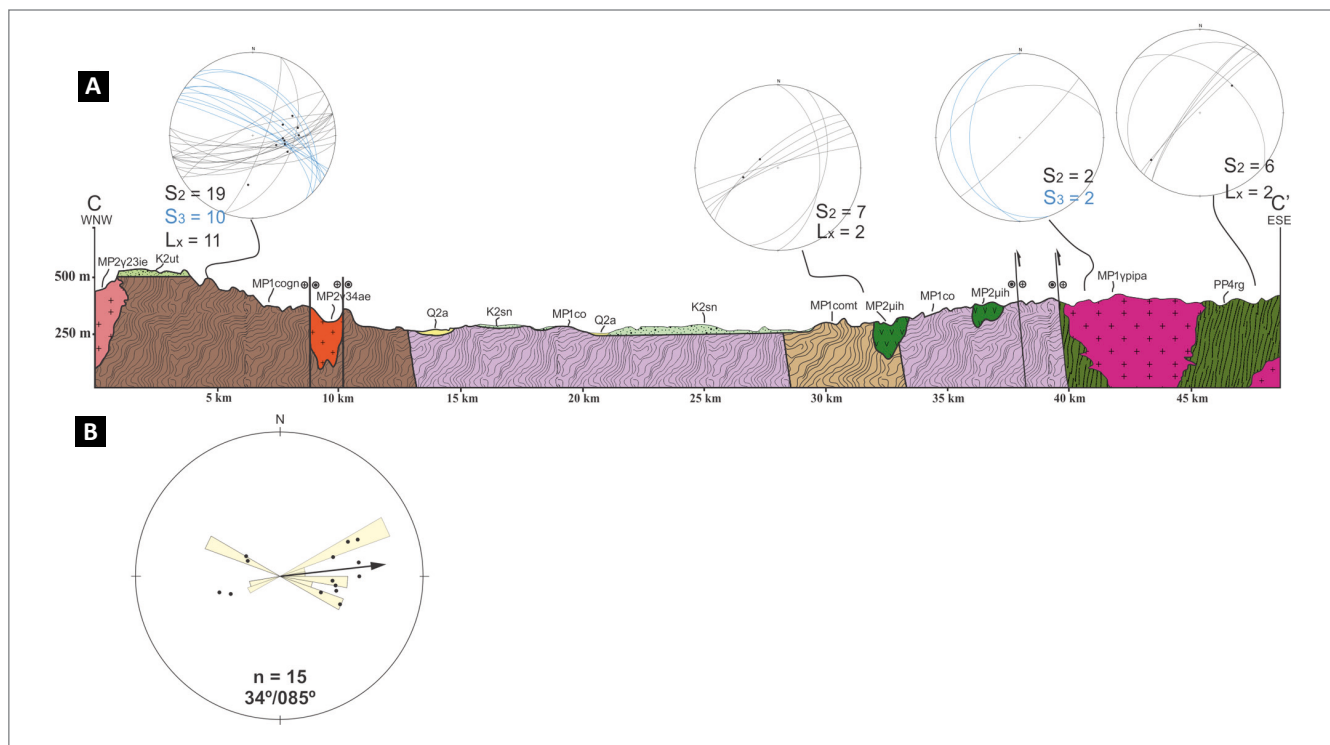 A
N
S2 = 19
S3 = 10
Lx = 11
N
S2 = 7
Lx = 2
N
S2 = 2
S3 = 2
N
S2 = 6
Lx = 2
C
WNW
C'
ESE
MP2γ23ie
K2ut
MP1cogn
MP2γ34ae
Q2a
K2sn
MP1co
Q2a
K2sn
MP1comt
MP2μih
MP1co
MP2μih
MP1γpipa
PP4rg
500 m
250 m
5 km
10 km
15 km
20 km
25 km
30 km
35 km
40 km
45 km
B
N
n = 15
34º/085º